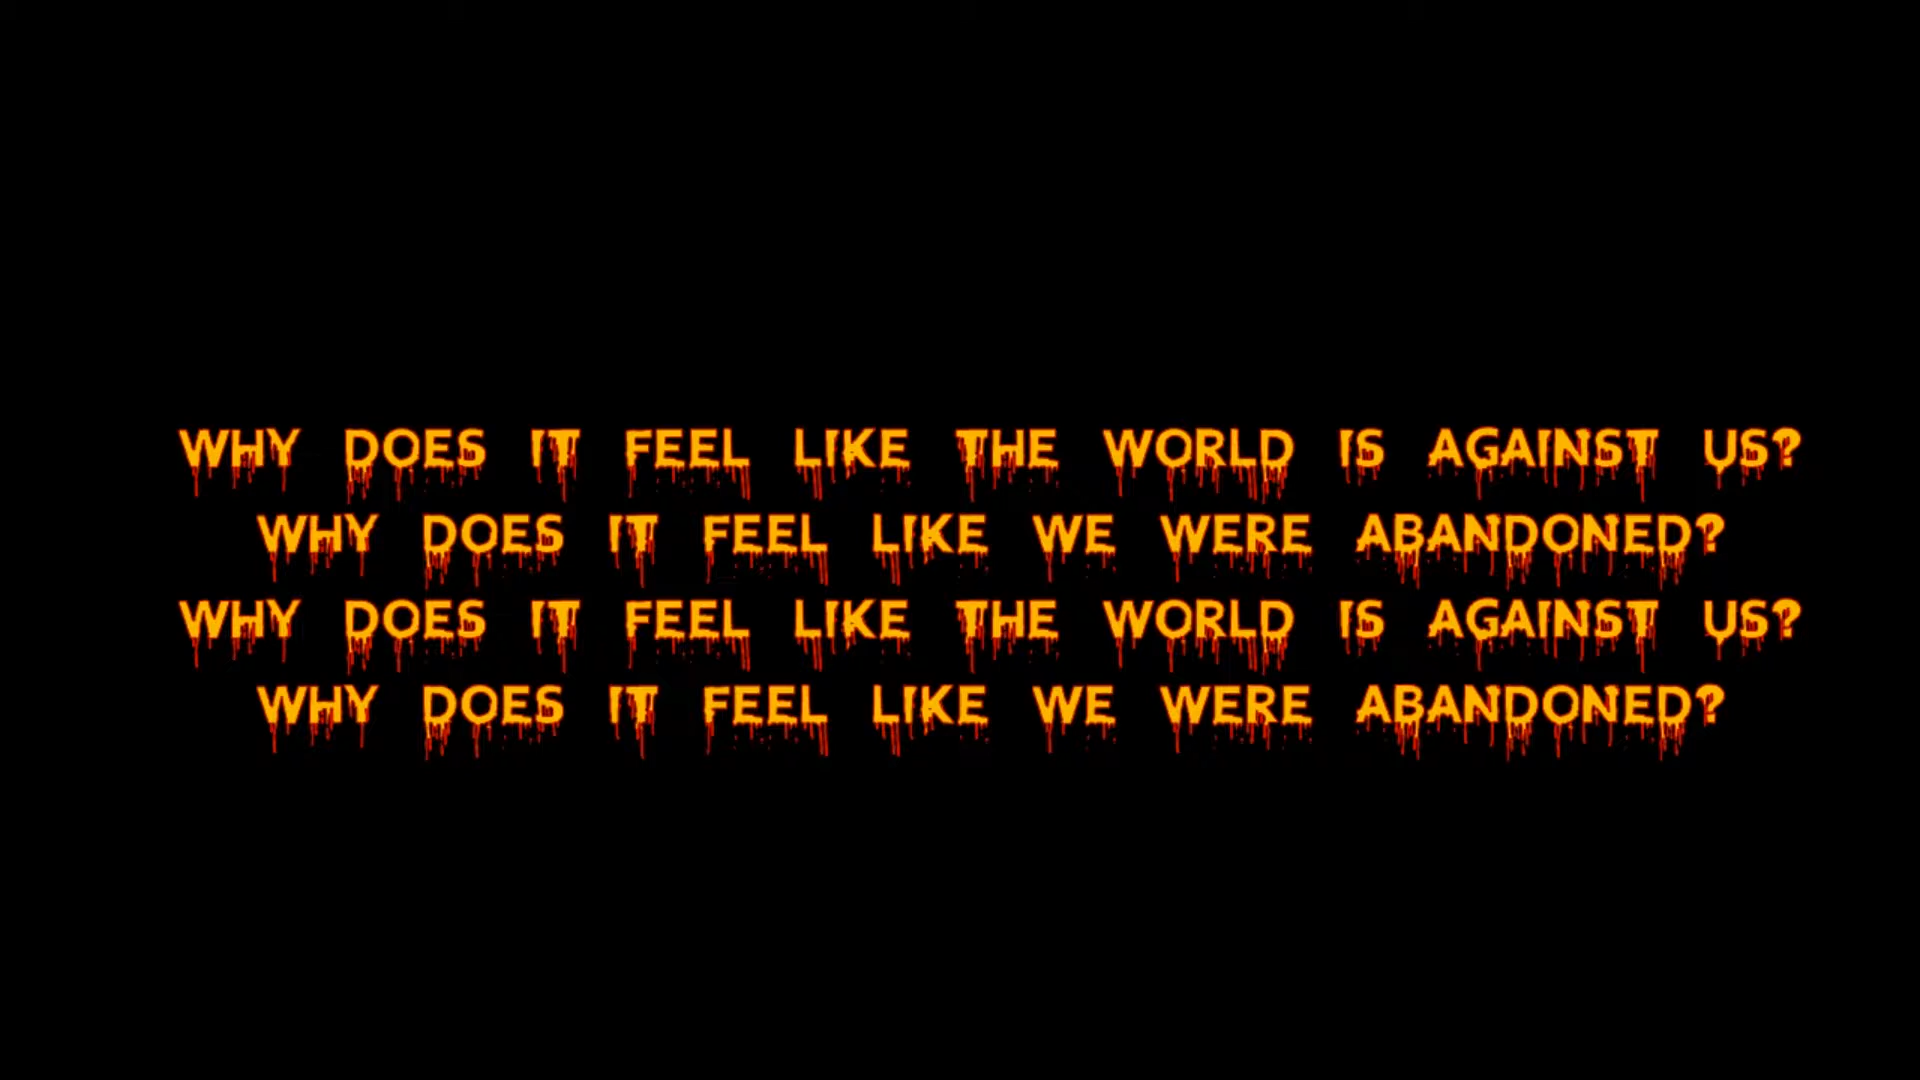 WHY DOES IT FEEL LIKE THE WORLD IS AGAINST US?
WHY DOES IT FEEL LIKE WE WERE ABANDONED?
WHY DOES IT FEEL LIKE THE WORLD IS AGAINST US?
WHY DOES IT FEEL LIKE WE WERE ABANDONED?